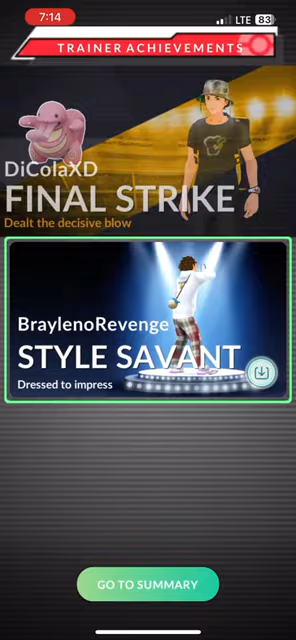 7:14
LTE 83
TRAINER ACHIEVEMENTS
DiColaXD
FINAL STRIKE
Dealt the decisive blow
BraylenoRevenge
STYLE SAVANT
Dressed to impress
GO TO SUMMARY